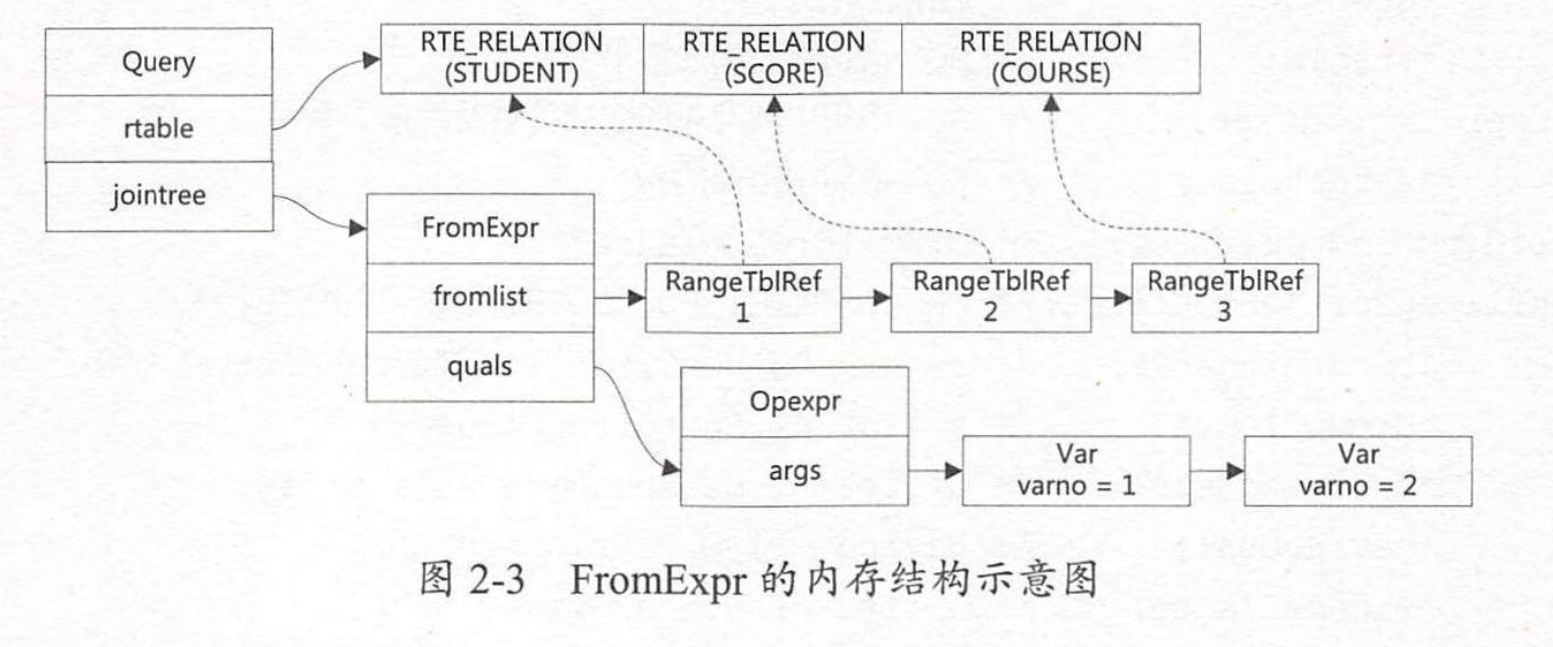 Query
rtable
jointree
RTE_RELATION
(STUDENT)
RTE_RELATION
(SCORE)
RTE_RELATION
(COURSE)
FromExpr
fromlist
quals
RangeTblRef
1
RangeTblRef
2
RangeTblRef
3
Opexpr
args
Var
varno = 1
Var
varno = 2
图 2-3 FromExpr 的内存结构示意图